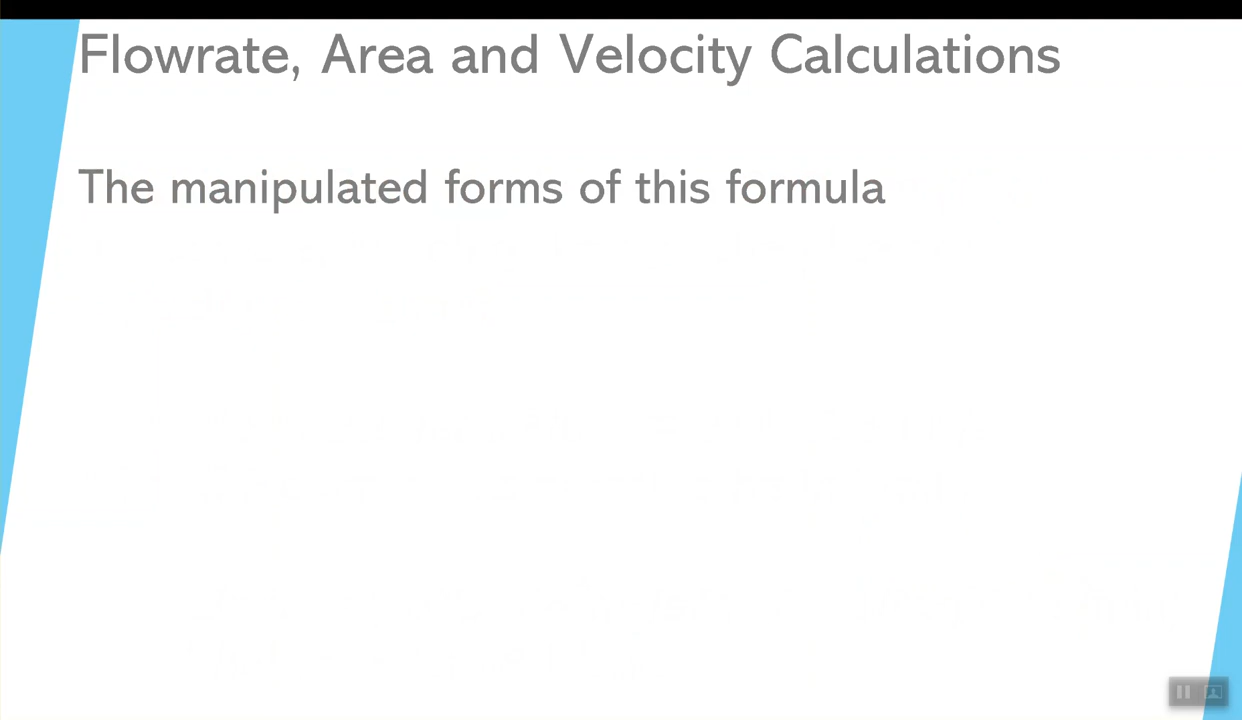 Flowrate, Area and Velocity Calculations
The manipulated forms of this formula